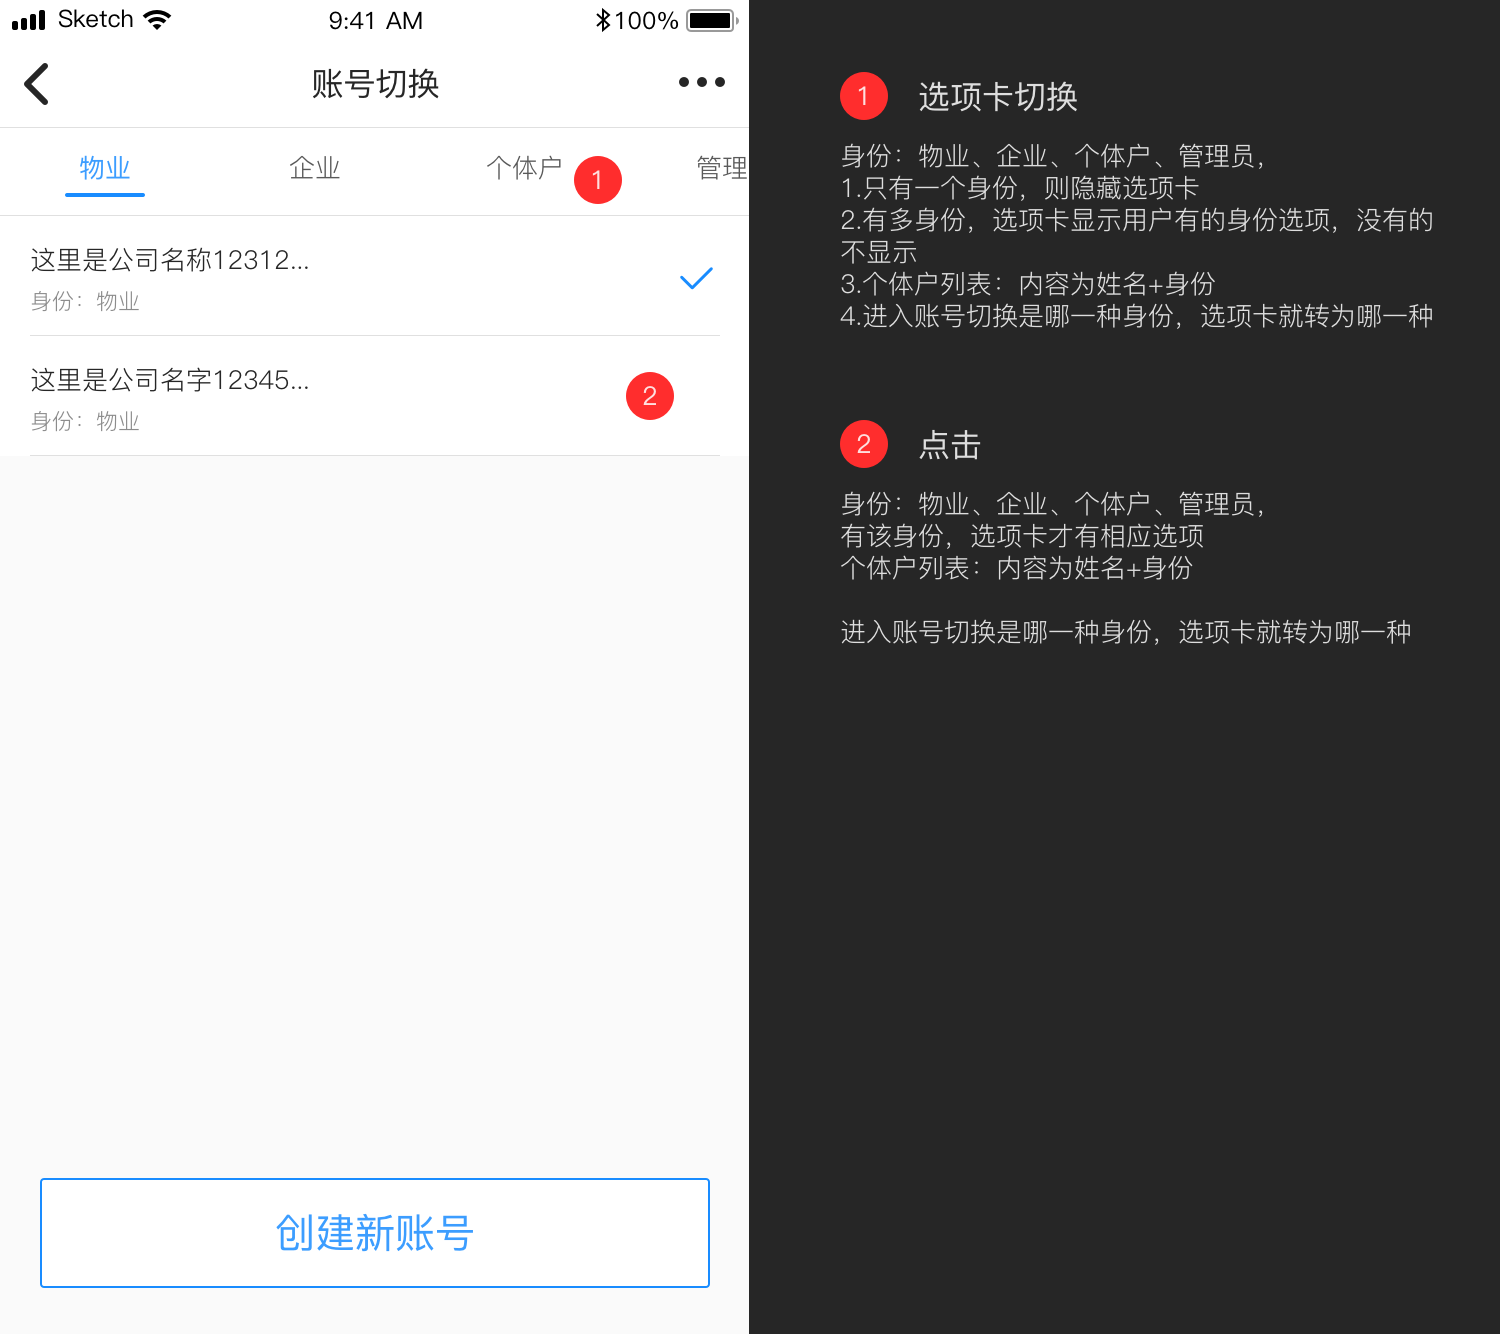 Sketch 9:41 AM 100%
账号切换
物业 企业 个体户 1 管理
这里是公司名称12312...
身份：物业
这里是公司名字12345...
身份：物业
2
创建新账号
1 选项卡切换
身份：物业、企业、个体户、管理员，
1.只有一个身份，则隐藏选项卡
2.有多身份，选项卡显示用户有的身份选项，没有的
不显示
3.个体户列表：内容为姓名+身份
4.进入账号切换是哪一种身份，选项卡就转为哪一种
2 点击
身份：物业、企业、个体户、管理员，
有该身份，选项卡才有相应选项
个体户列表：内容为姓名+身份
进入账号切换是哪一种身份，选项卡就转为哪一种